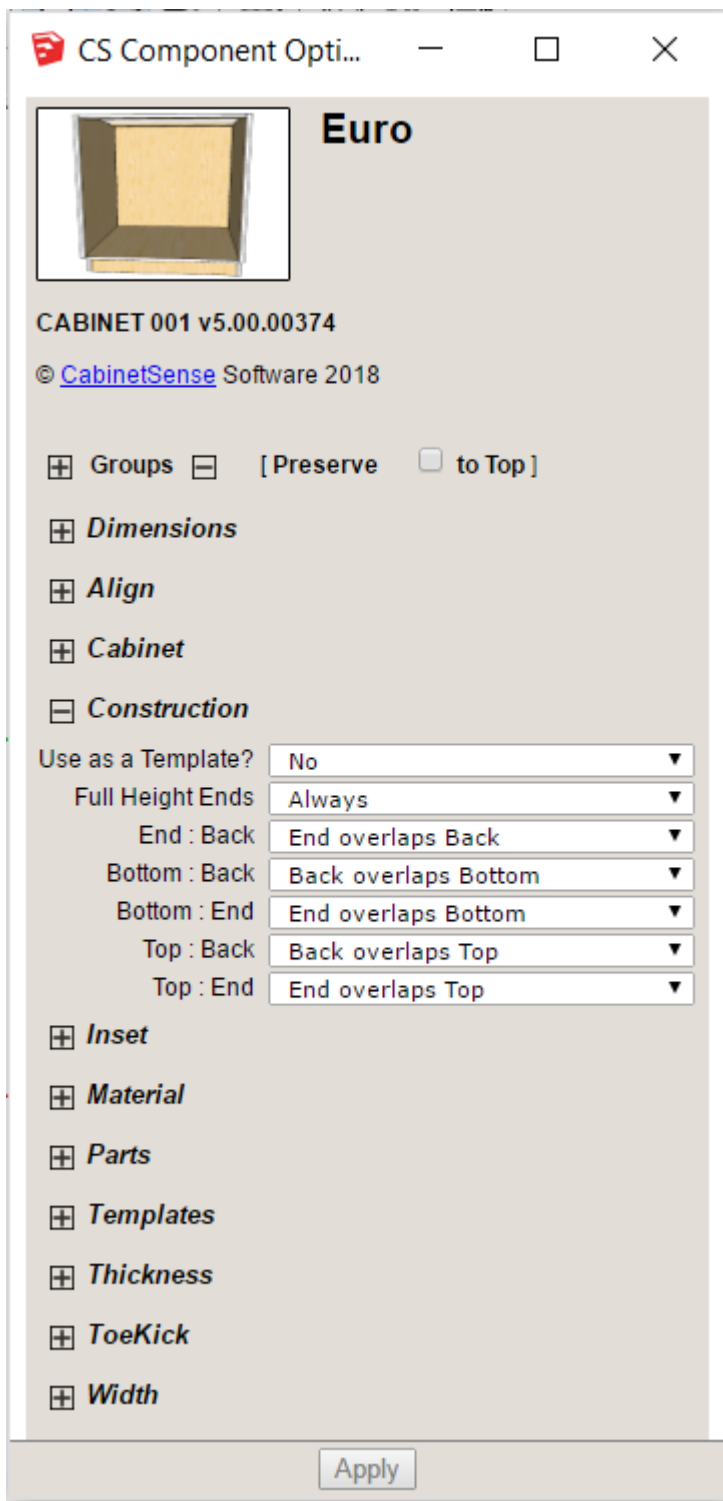 CS Component Opti...
Euro
CABINET 001 v5.00.00374
© CabinetSense Software 2018
Groups [ Preserve to Top ]
Dimensions
Align
Cabinet
Construction
Use as a Template? No
Full Height Ends Always
End : Back End overlaps Back
Bottom : Back Back overlaps Bottom
Bottom : End End overlaps Bottom
Top : Back Back overlaps Top
Top : End End overlaps Top
Inset
Material
Parts
Templates
Thickness
ToeKick
Width
Apply